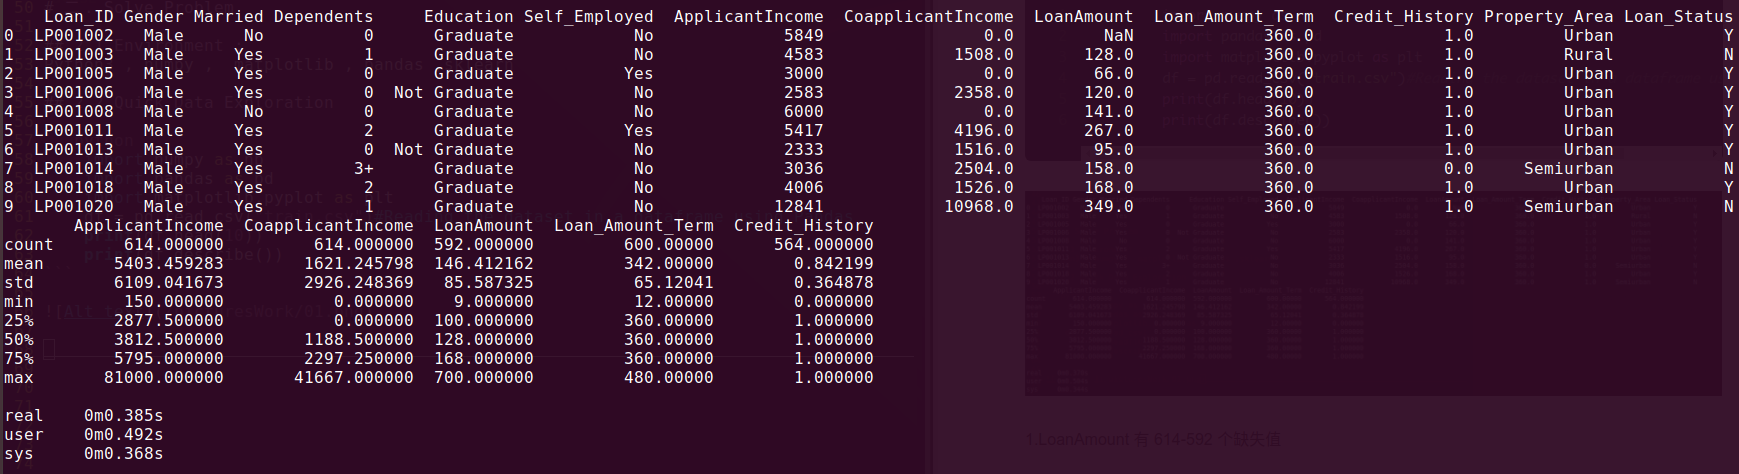 Loan_ID Gender Married Dependents Education Self_Employed ApplicantIncome CoapplicantIncome LoanAmount Loan_Amount_Term Credit_History Property_Area Loan_Status
0 LP001002 Male No 0 Graduate No 5849 0.0 NaN 360.0 1.0 Urban Y
1 LP001003 Male Yes 1 Graduate No 4583 1508.0 128.0 360.0 1.0 Rural N
2 LP001005 Male Yes 0 Graduate Yes 3000 0.0 66.0 360.0 1.0 Urban Y
3 LP001006 Male Yes 0 Not Graduate No 2583 2358.0 120.0 360.0 1.0 Urban Y
4 LP001008 Male No 0 Graduate No 6000 0.0 141.0 360.0 1.0 Urban Y
5 LP001011 Male Yes 2 Graduate Yes 5417 4196.0 267.0 360.0 1.0 Urban Y
6 LP001013 Male Yes 0 Not Graduate No 2333 1516.0 95.0 360.0 1.0 Urban Y
7 LP001014 Male Yes 3+ Graduate No 3036 2504.0 158.0 360.0 0.0 Semiurban N
8 LP001018 Male Yes 2 Graduate No 4006 1526.0 168.0 360.0 1.0 Urban Y
9 LP001020 Male Yes 1 Graduate No 12841 10968.0 349.0 360.0 1.0 Semiurban N
ApplicantIncome CoapplicantIncome LoanAmount Loan_Amount_Term Credit_History
count 614.000000 614.000000 592.000000 600.00000 564.000000
mean 5403.459283 1621.245798 146.412162 342.00000 0.842199
std 6109.041673 2926.248369 85.587325 65.12041 0.364878
min 150.000000 0.000000 9.000000 12.00000 0.000000
25% 2877.500000 0.000000 100.000000 360.00000 1.000000
50% 3812.500000 1188.500000 128.000000 360.00000 1.000000
75% 5795.000000 2297.250000 168.000000 360.00000 1.000000
max 81000.000000 41667.000000 700.000000 480.00000 1.000000
real 0m0.385s
user 0m0.492s
sys 0m0.368s
1.LoanAmount 有 614-592 个缺失值